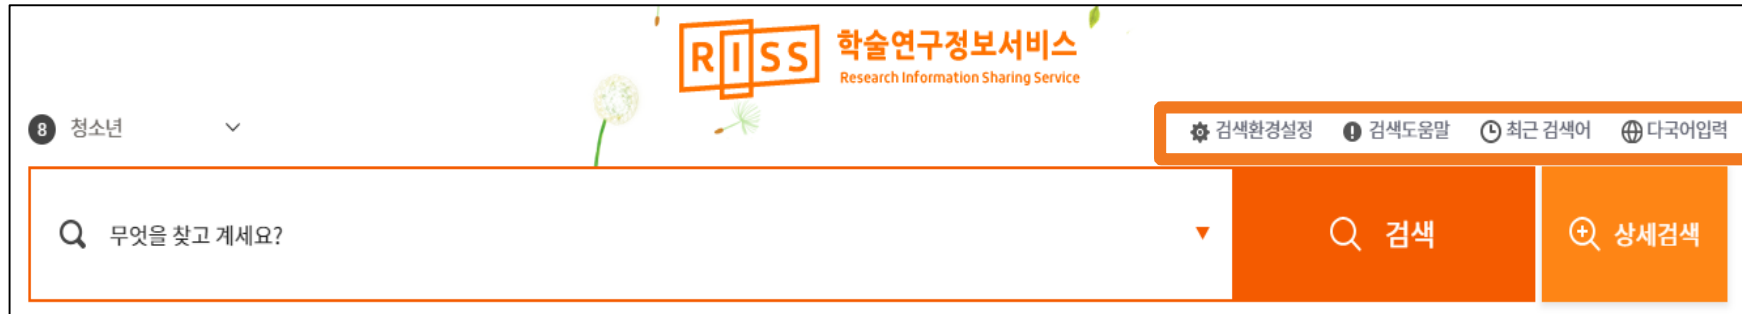 RISS 학술연구정보서비스
Research Information Sharing Service
8 청소년
검색환경설정 검색도움말 최근 검색어 다국어입력
무엇을 찾고 계세요? 검색 상세검색